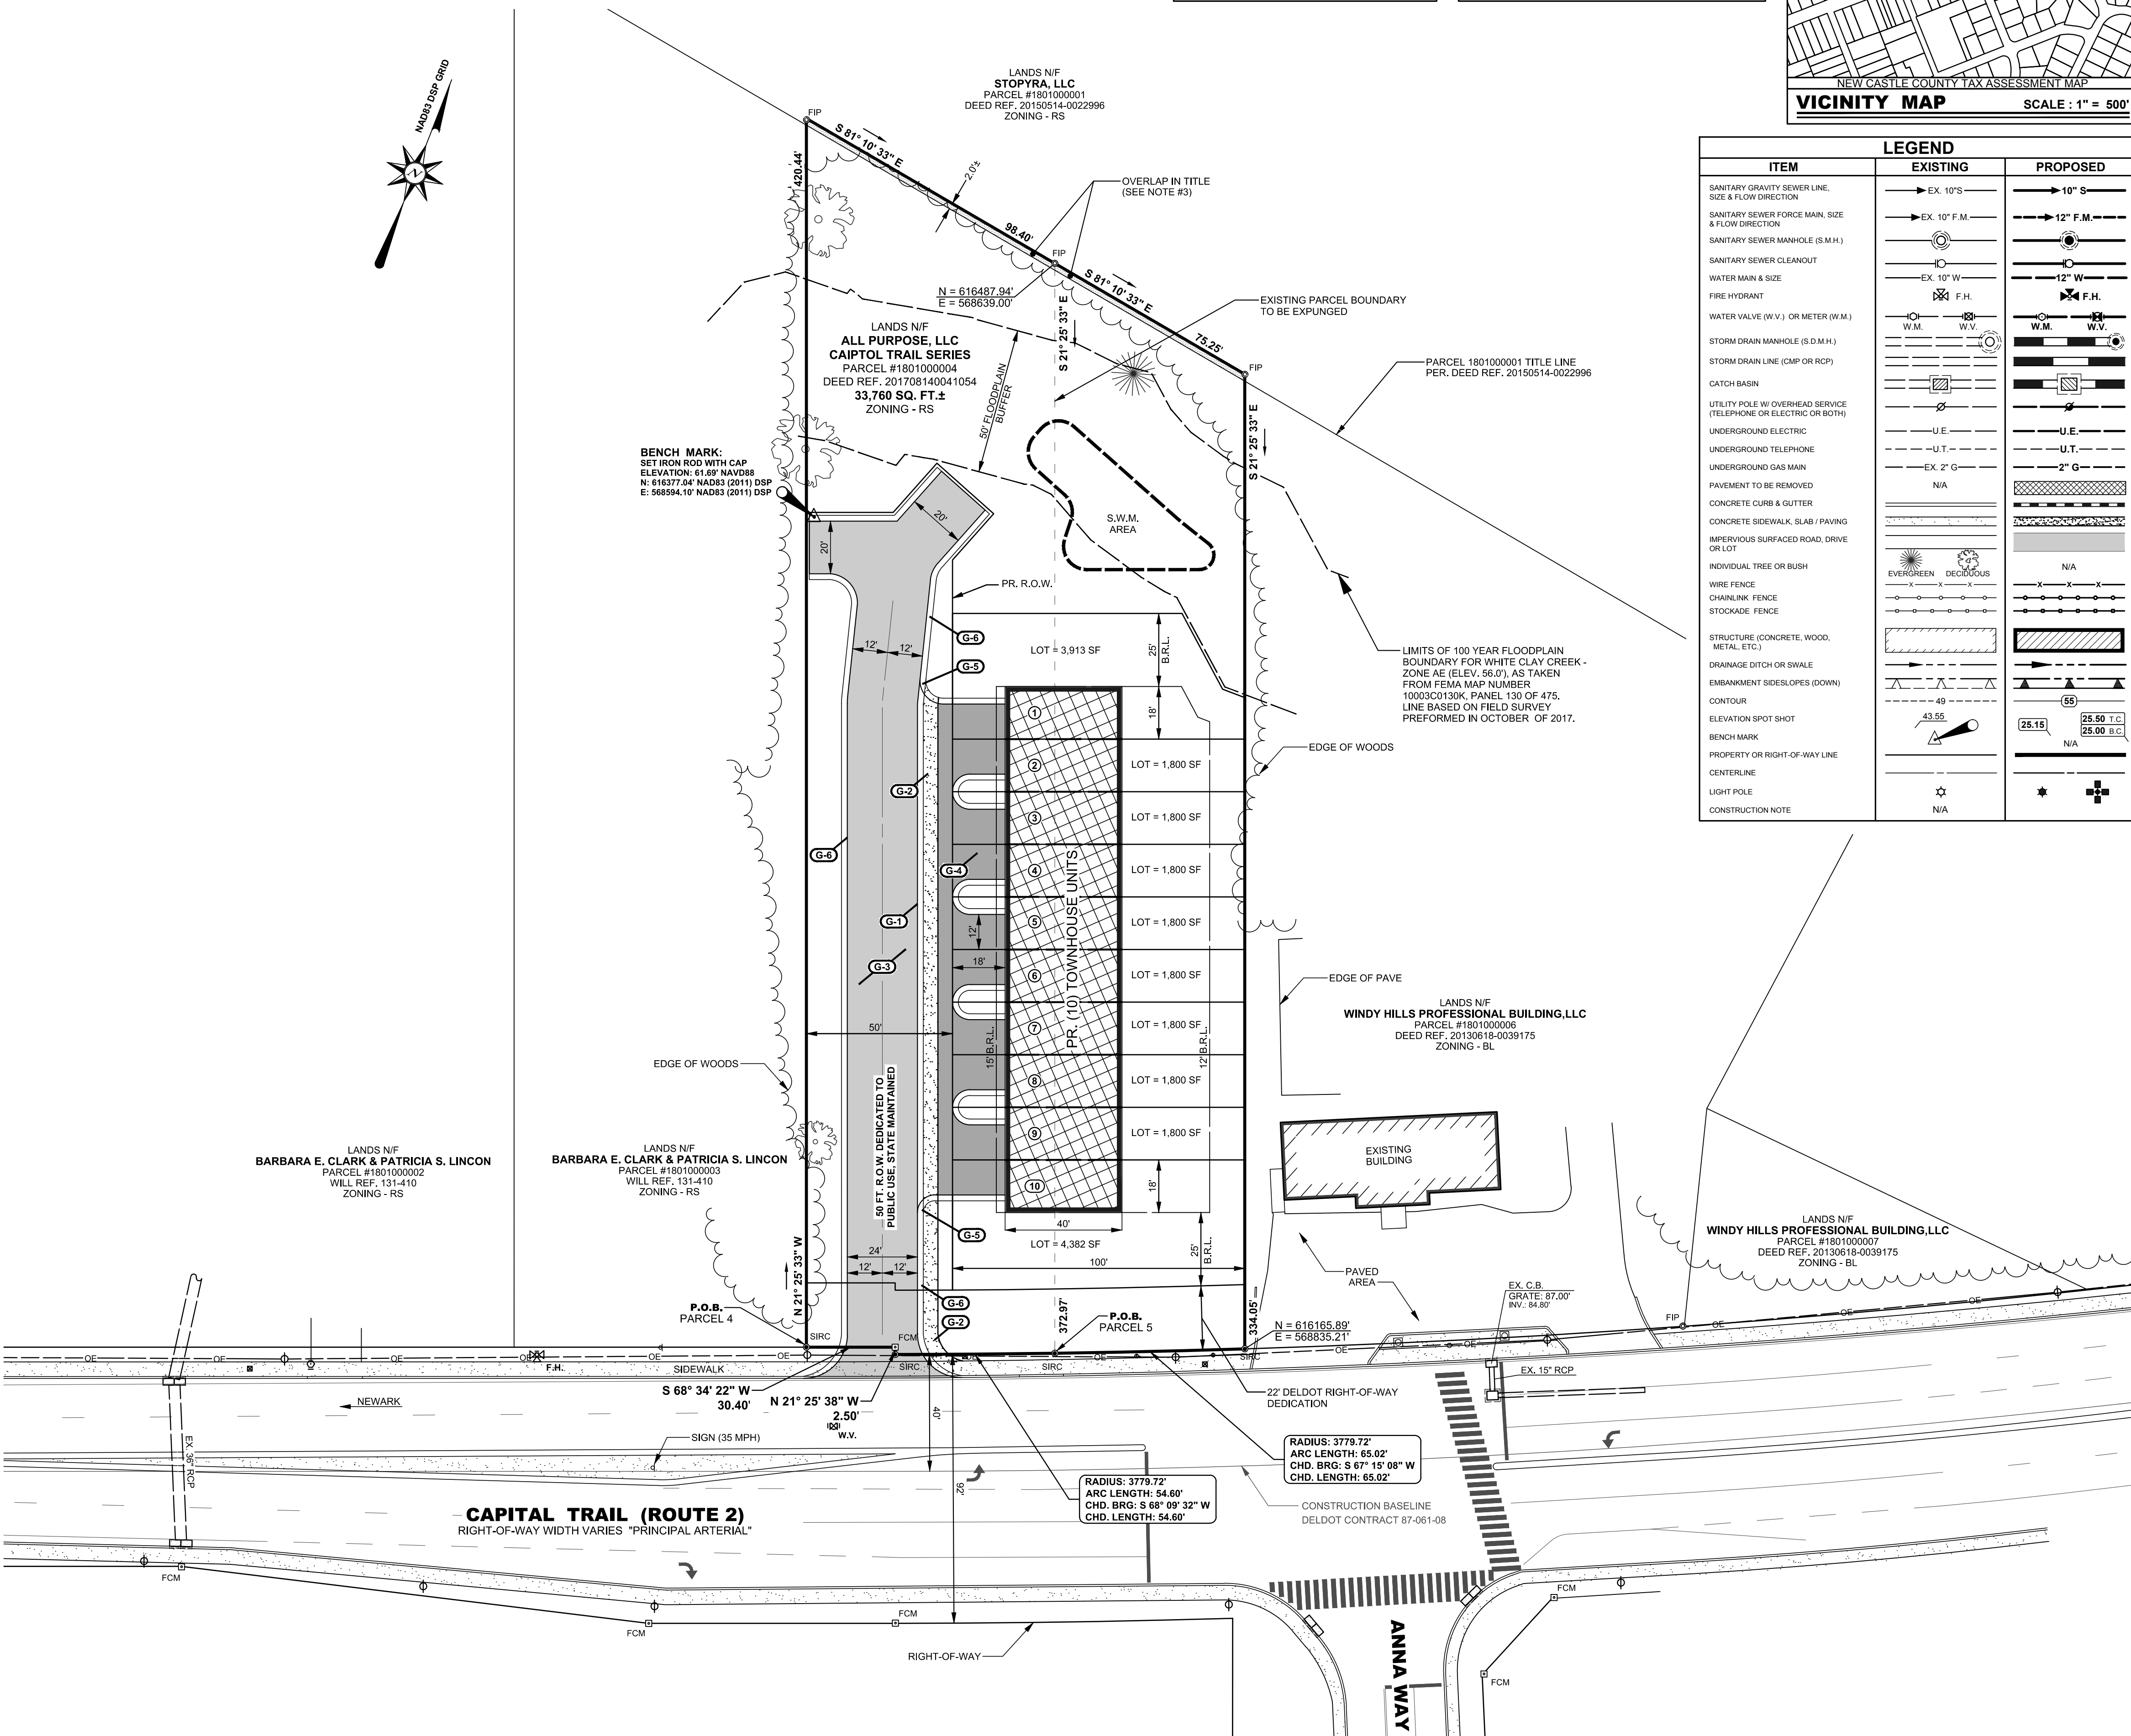 NEW CASTLE COUNTY TAX ASSESSMENT MAP
VICINITY MAP SCALE : 1" = 500'
NAD83 DSP GRID
N
LANDS N/F
STOPYRA, LLC
PARCEL #1801000001
DEED REF. 20150514-0022996
ZONING - RS
FIP
S 81° 10' 33" E
420.44'
2.0'±
OVERLAP IN TITLE
(SEE NOTE #3)
98.40'
FIP
S 81° 10' 33" E
N = 616487.94'
E = 568639.00'
S 21° 25' 33" E
EXISTING PARCEL BOUNDARY
TO BE EXPUNGED
75.25'
FIP
PARCEL 1801000001 TITLE LINE
PER. DEED REF. 20150514-0022996
LANDS N/F
ALL PURPOSE, LLC
CAIPTOL TRAIL SERIES
PARCEL #1801000004
DEED REF. 201708140041054
33,760 SQ. FT.±
ZONING - RS
50' FLOODPLAIN
BUFFER
S 21° 25' 33" E
BENCH MARK:
SET IRON ROD WITH CAP
ELEVATION: 61.69' NAVD88
N: 616377.04' NAD83 (2011) DSP
E: 568594.10' NAD83 (2011) DSP
20'
20'
S.W.M.
AREA
PR. R.O.W.
G-6
12'
12'
G-5
LOT = 3,913 SF
25'
B.R.L.
18'
LIMITS OF 100 YEAR FLOODPLAIN
BOUNDARY FOR WHITE CLAY CREEK -
ZONE AE (ELEV. 56.0'), AS TAKEN
FROM FEMA MAP NUMBER
10003C0130K, PANEL 130 OF 475.
LINE BASED ON FIELD SURVEY
PREFORMED IN OCTOBER OF 2017.
EDGE OF WOODS
1
2
LOT = 1,800 SF
G-2
3
LOT = 1,800 SF
G-6
G-4
4
LOT = 1,800 SF
G-1
5
LOT = 1,800 SF
12'
G-3
18'
6
LOT = 1,800 SF
EDGE OF PAVE
50'
7
LOT = 1,800 SF
PR. (10) TOWNHOUSE UNITS
15' B.R.L.
12' B.R.L.
8
LOT = 1,800 SF
9
LOT = 1,800 SF
10
18'
40'
LOT = 4,382 SF
25'
B.R.L.
100'
LANDS N/F
WINDY HILLS PROFESSIONAL BUILDING,LLC
PARCEL #1801000006
DEED REF. 20130618-0039175
ZONING - BL
EDGE OF WOODS
50 FT. R.O.W. DEDICATED TO
PUBLIC USE, STATE MAINTAINED
LANDS N/F
BARBARA E. CLARK & PATRICIA S. LINCON
PARCEL #1801000002
WILL REF. 131-410
ZONING - RS
LANDS N/F
BARBARA E. CLARK & PATRICIA S. LINCON
PARCEL #1801000003
WILL REF. 131-410
ZONING - RS
EXISTING
BUILDING
LANDS N/F
WINDY HILLS PROFESSIONAL BUILDING,LLC
PARCEL #1801000007
DEED REF. 20130618-0039175
ZONING - BL
G-5
24'
12'
12'
G-6
G-2
N 21° 25' 33" W
P.O.B.
PARCEL 4
SIRC
FCM
SIRC
372.97'
P.O.B.
PARCEL 5
SIRC
334.05'
N = 616165.89'
E = 568835.21'
SIRC
PAVED
AREA
EX. C.B.
GRATE: 87.00'
INV.: 84.80'
FIP
OE
OE
OE
OE
OE
OE
OE
OE
OE
OE
OE
OE
OE
F.H.
SIDEWALK
EX. 15" RCP
S 68° 34' 22" W
30.40'
N 21° 25' 38" W
2.50'
W.V.
NEWARK
40'
92'
22' DELDOT RIGHT-OF-WAY
DEDICATION
SIGN (35 MPH)
EX. 36" RCP
RADIUS: 3779.72'
ARC LENGTH: 65.02'
CHD. BRG: S 67° 15' 08" W
CHD. LENGTH: 65.02'
RADIUS: 3779.72'
ARC LENGTH: 54.60'
CHD. BRG: S 68° 09' 32" W
CHD. LENGTH: 54.60'
CONSTRUCTION BASELINE
DELDOT CONTRACT 87-061-08
CAPITAL TRAIL (ROUTE 2)
RIGHT-OF-WAY WIDTH VARIES "PRINCIPAL ARTERIAL"
FCM
FCM
FCM
FCM
FCM
RIGHT-OF-WAY
ANNA WAY
LEGEND
ITEM EXISTING PROPOSED
SANITARY GRAVITY SEWER LINE,
SIZE & FLOW DIRECTION
EX. 10"S 10" S
SANITARY SEWER FORCE MAIN, SIZE
& FLOW DIRECTION
EX. 10" F.M. 12" F.M.
SANITARY SEWER MANHOLE (S.M.H.)
SANITARY SEWER CLEANOUT
WATER MAIN & SIZE EX. 10" W 12" W
FIRE HYDRANT F.H. F.H.
WATER VALVE (W.V.) OR METER (W.M.)
W.M. W.V. W.M. W.V.
STORM DRAIN MANHOLE (S.D.M.H.)
STORM DRAIN LINE (CMP OR RCP)
CATCH BASIN
UTILITY POLE W/ OVERHEAD SERVICE
(TELEPHONE OR ELECTRIC OR BOTH)
UNDERGROUND ELECTRIC U.E. U.E.
UNDERGROUND TELEPHONE U.T. U.T.
UNDERGROUND GAS MAIN EX. 2" G 2" G
PAVEMENT TO BE REMOVED N/A
CONCRETE CURB & GUTTER
CONCRETE SIDEWALK, SLAB / PAVING
IMPERVIOUS SURFACED ROAD, DRIVE
OR LOT
INDIVIDUAL TREE OR BUSH N/A
EVERGREEN DECIDUOUS
WIRE FENCE x x x x x x
CHAINLINK FENCE
STOCKADE FENCE
STRUCTURE (CONCRETE, WOOD,
METAL, ETC.)
DRAINAGE DITCH OR SWALE
EMBANKMENT SIDESLOPES (DOWN)
CONTOUR 49 55
ELEVATION SPOT SHOT 43.55 25.15 25.50 T.C.
25.00 B.C.
BENCH MARK N/A
PROPERTY OR RIGHT-OF-WAY LINE
CENTERLINE
LIGHT POLE
CONSTRUCTION NOTE N/A